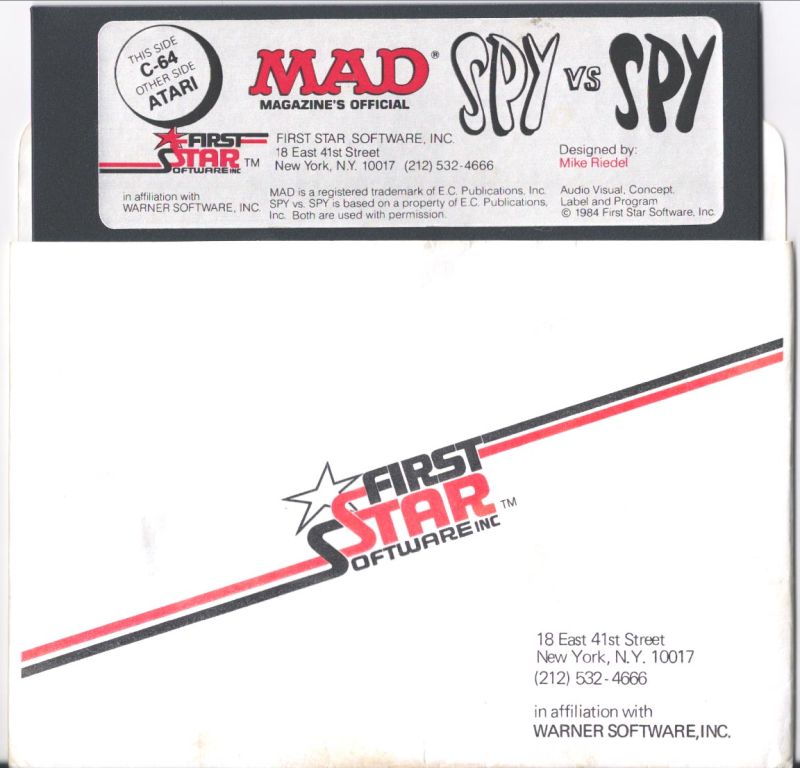 THIS SIDE
C-64
OTHER SIDE
ATARI
MAD®
MAGAZINE'S OFFICIAL
SPY vs SPY
FIRST
STAR TM
SOFTWARE INC
in affiliation with
WARNER SOFTWARE, INC.
FIRST STAR SOFTWARE, INC.
18 East 41st Street
New York, N.Y. 10017 (212) 532-4666
MAD is a registered trademark of E.C. Publications, Inc.
SPY vs. SPY is based on a property of E.C. Publications,
Inc. Both are used with permission.
Designed by:
Mike Riedel
Audio Visual, Concept,
Label and Program
© 1984 First Star Software, Inc.
FIRST
STAR TM
SOFTWARE INC
18 East 41st Street
New York, N.Y. 10017
(212) 532-4666
in affiliation with
WARNER SOFTWARE, INC.